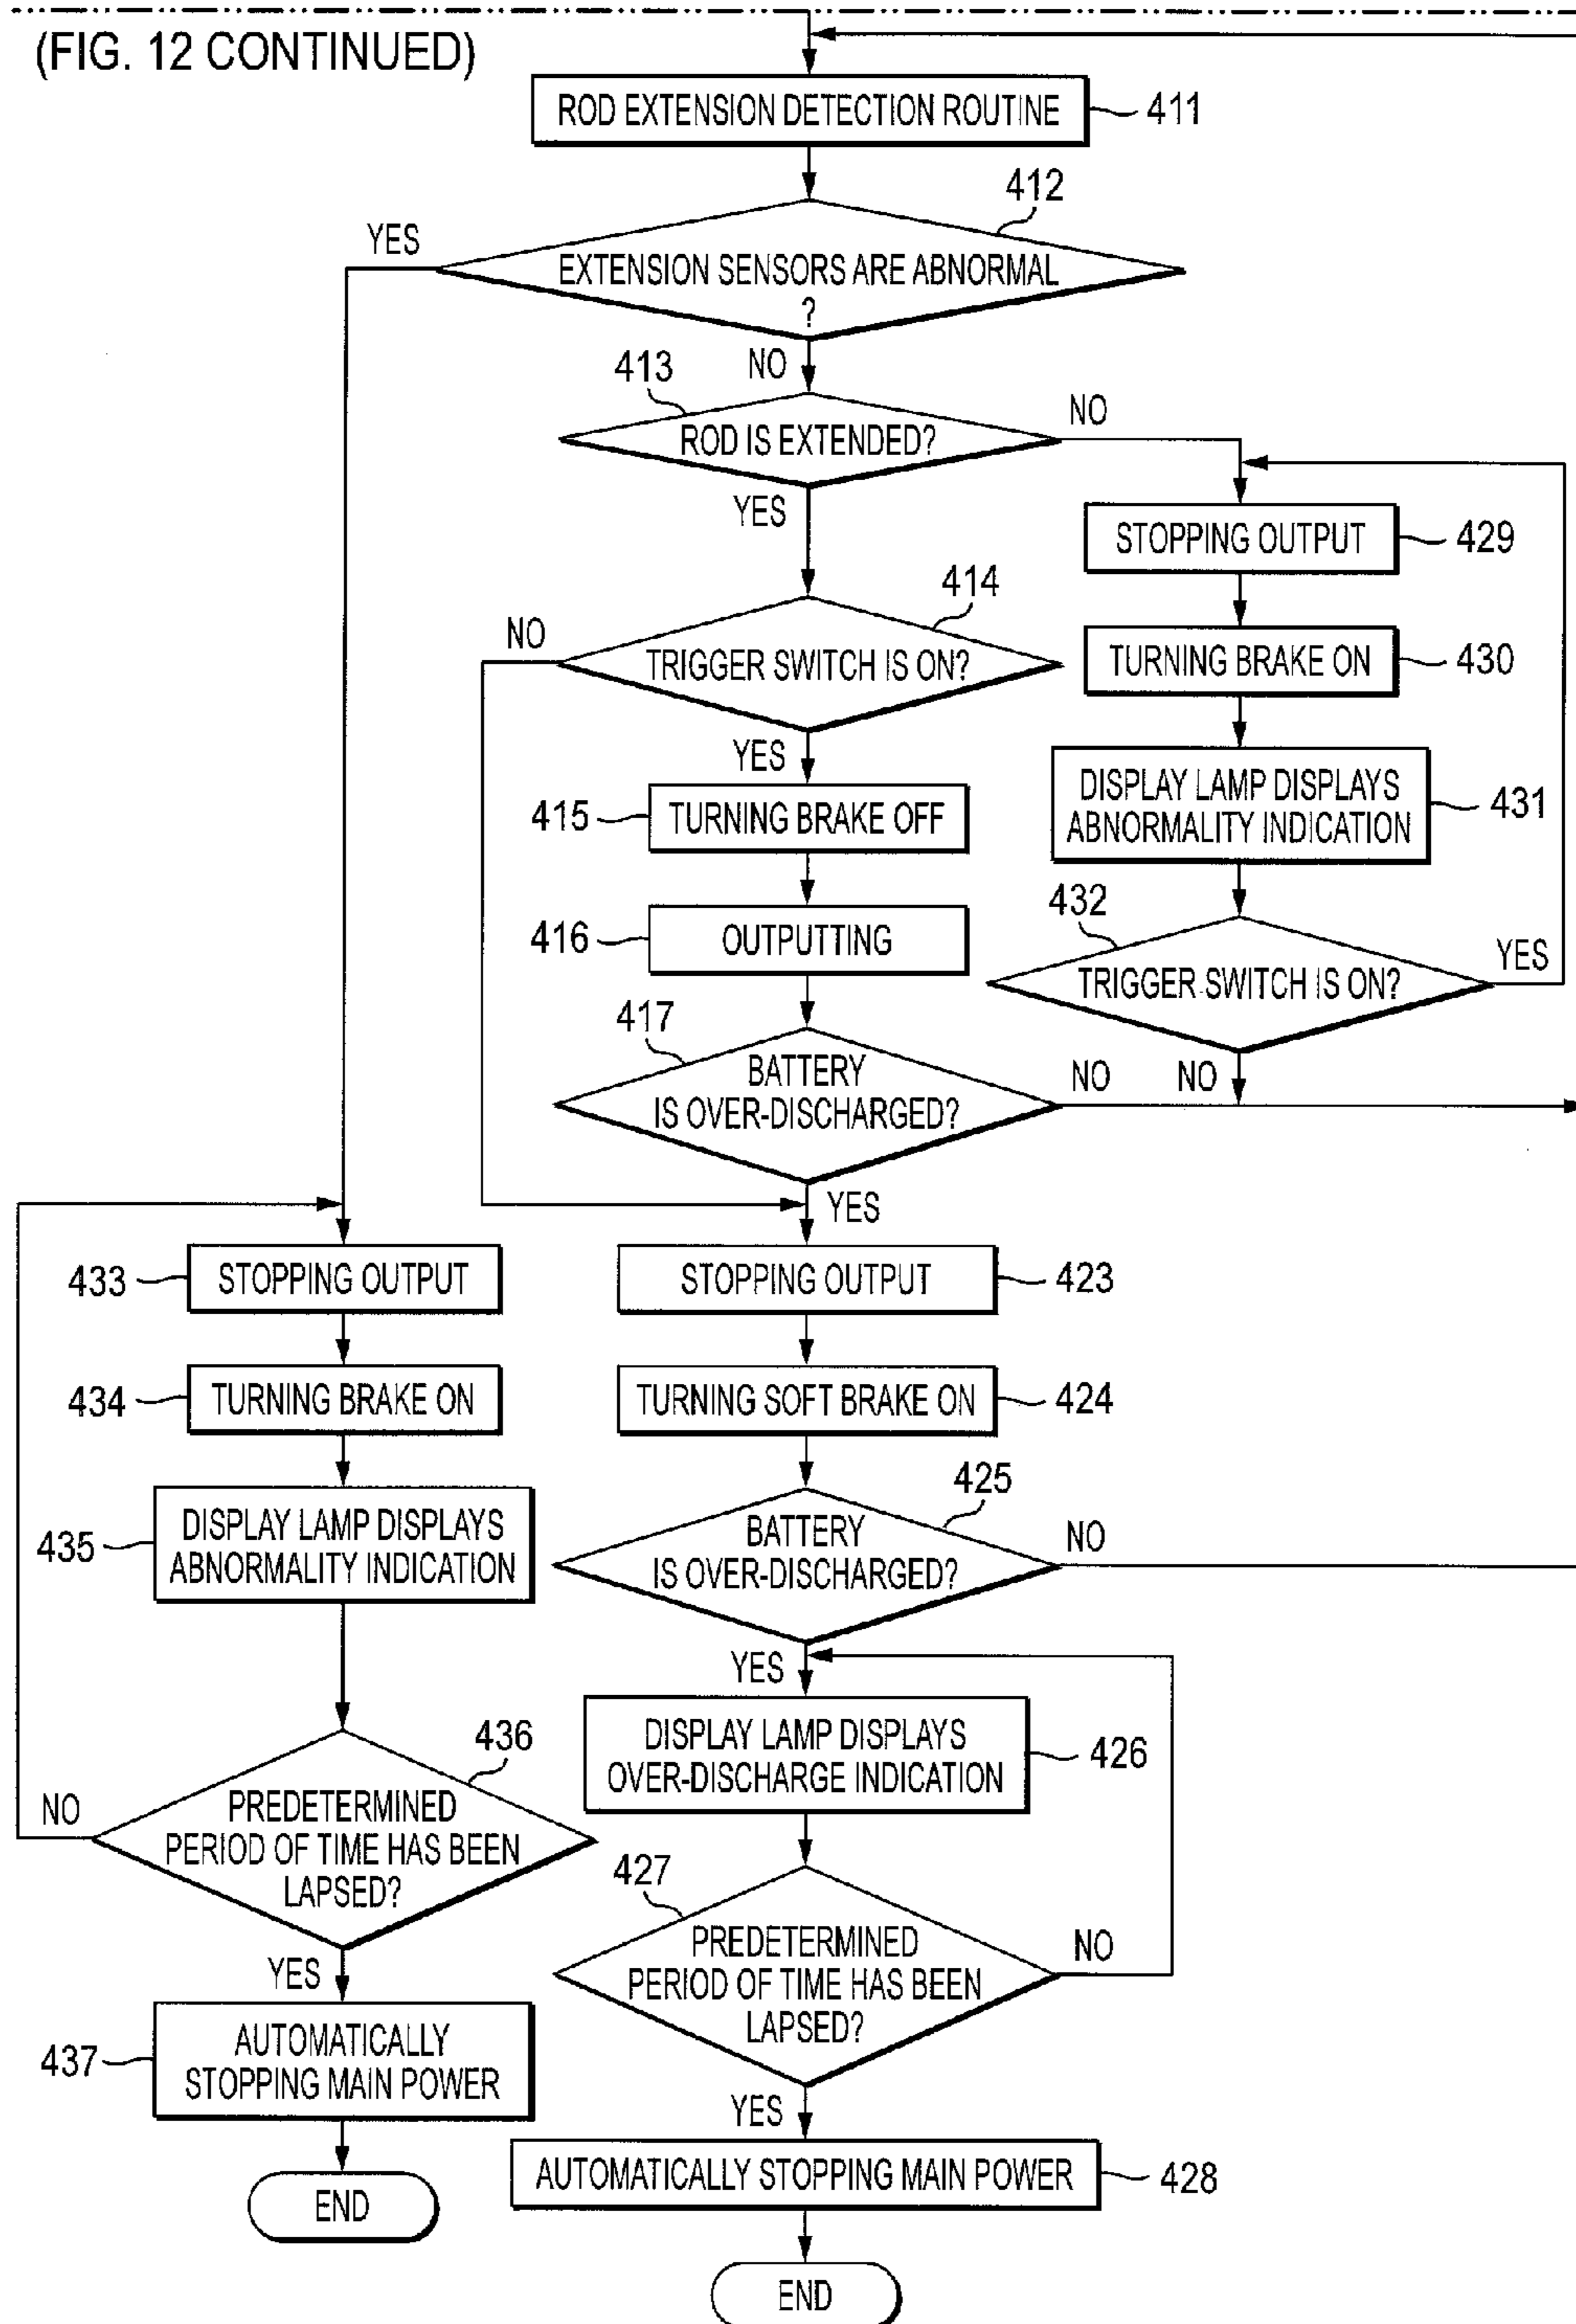 (FIG. 12 CONTINUED)
ROD EXTENSION DETECTION ROUTINE
411
412
YES
EXTENSION SENSORS ARE ABNORMAL
?
NO
413
ROD IS EXTENDED?
NO
YES
STOPPING OUTPUT
429
414
NO
TRIGGER SWITCH IS ON?
TURNING BRAKE ON
430
YES
DISPLAY LAMP DISPLAYS
ABNORMALITY INDICATION
431
415
TURNING BRAKE OFF
432
416
OUTPUTTING
TRIGGER SWITCH IS ON?
YES
417
BATTERY
IS OVER-DISCHARGED?
NO
NO
YES
433
STOPPING OUTPUT
STOPPING OUTPUT
423
434
TURNING BRAKE ON
TURNING SOFT BRAKE ON
424
425
435
DISPLAY LAMP DISPLAYS
ABNORMALITY INDICATION
BATTERY
IS OVER-DISCHARGED?
NO
YES
436
DISPLAY LAMP DISPLAYS
OVER-DISCHARGE INDICATION
426
NO
PREDETERMINED
PERIOD OF TIME HAS BEEN
LAPSED?
427
PREDETERMINED
PERIOD OF TIME HAS BEEN
LAPSED?
NO
YES
437
AUTOMATICALLY
STOPPING MAIN POWER
YES
AUTOMATICALLY STOPPING MAIN POWER
428
END
END